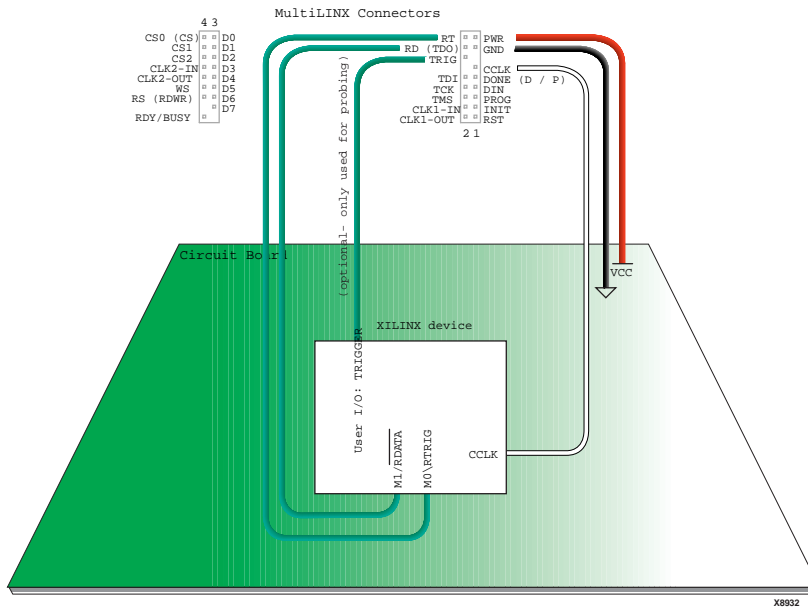 MultiLINX Connectors
4 3
CS0 (CS) D0
CS1 D1
CS2 D2
CLK2-IN D3
CLK2-OUT D4
WS D5
RS (RDWR) D6
D7
RDY/BUSY
RT PWR
RD (TDO) GND
TRIG
CCLK
TDI DONE (D / P)
TCK DIN
TMS PROG
CLK1-IN INIT
CLK1-OUT RST
2 1
(optional- only used for probing)
Circuit Board
VCC
XILINX device
User I/O: TRIGGER
M1/RDATA
M0\RTRIG
CCLK
X8932